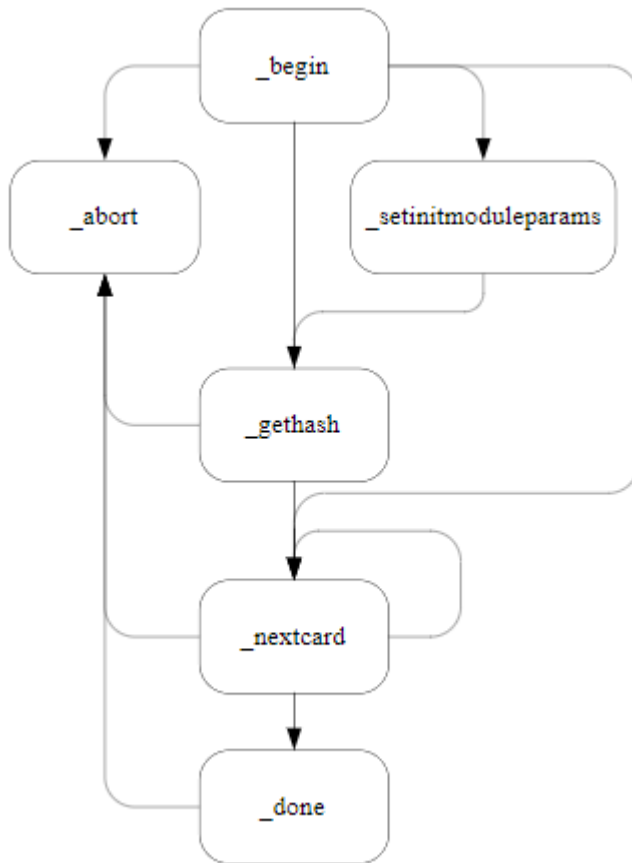 _begin
_abort
_setinitmoduleparams
_gethash
_nextcard
_done